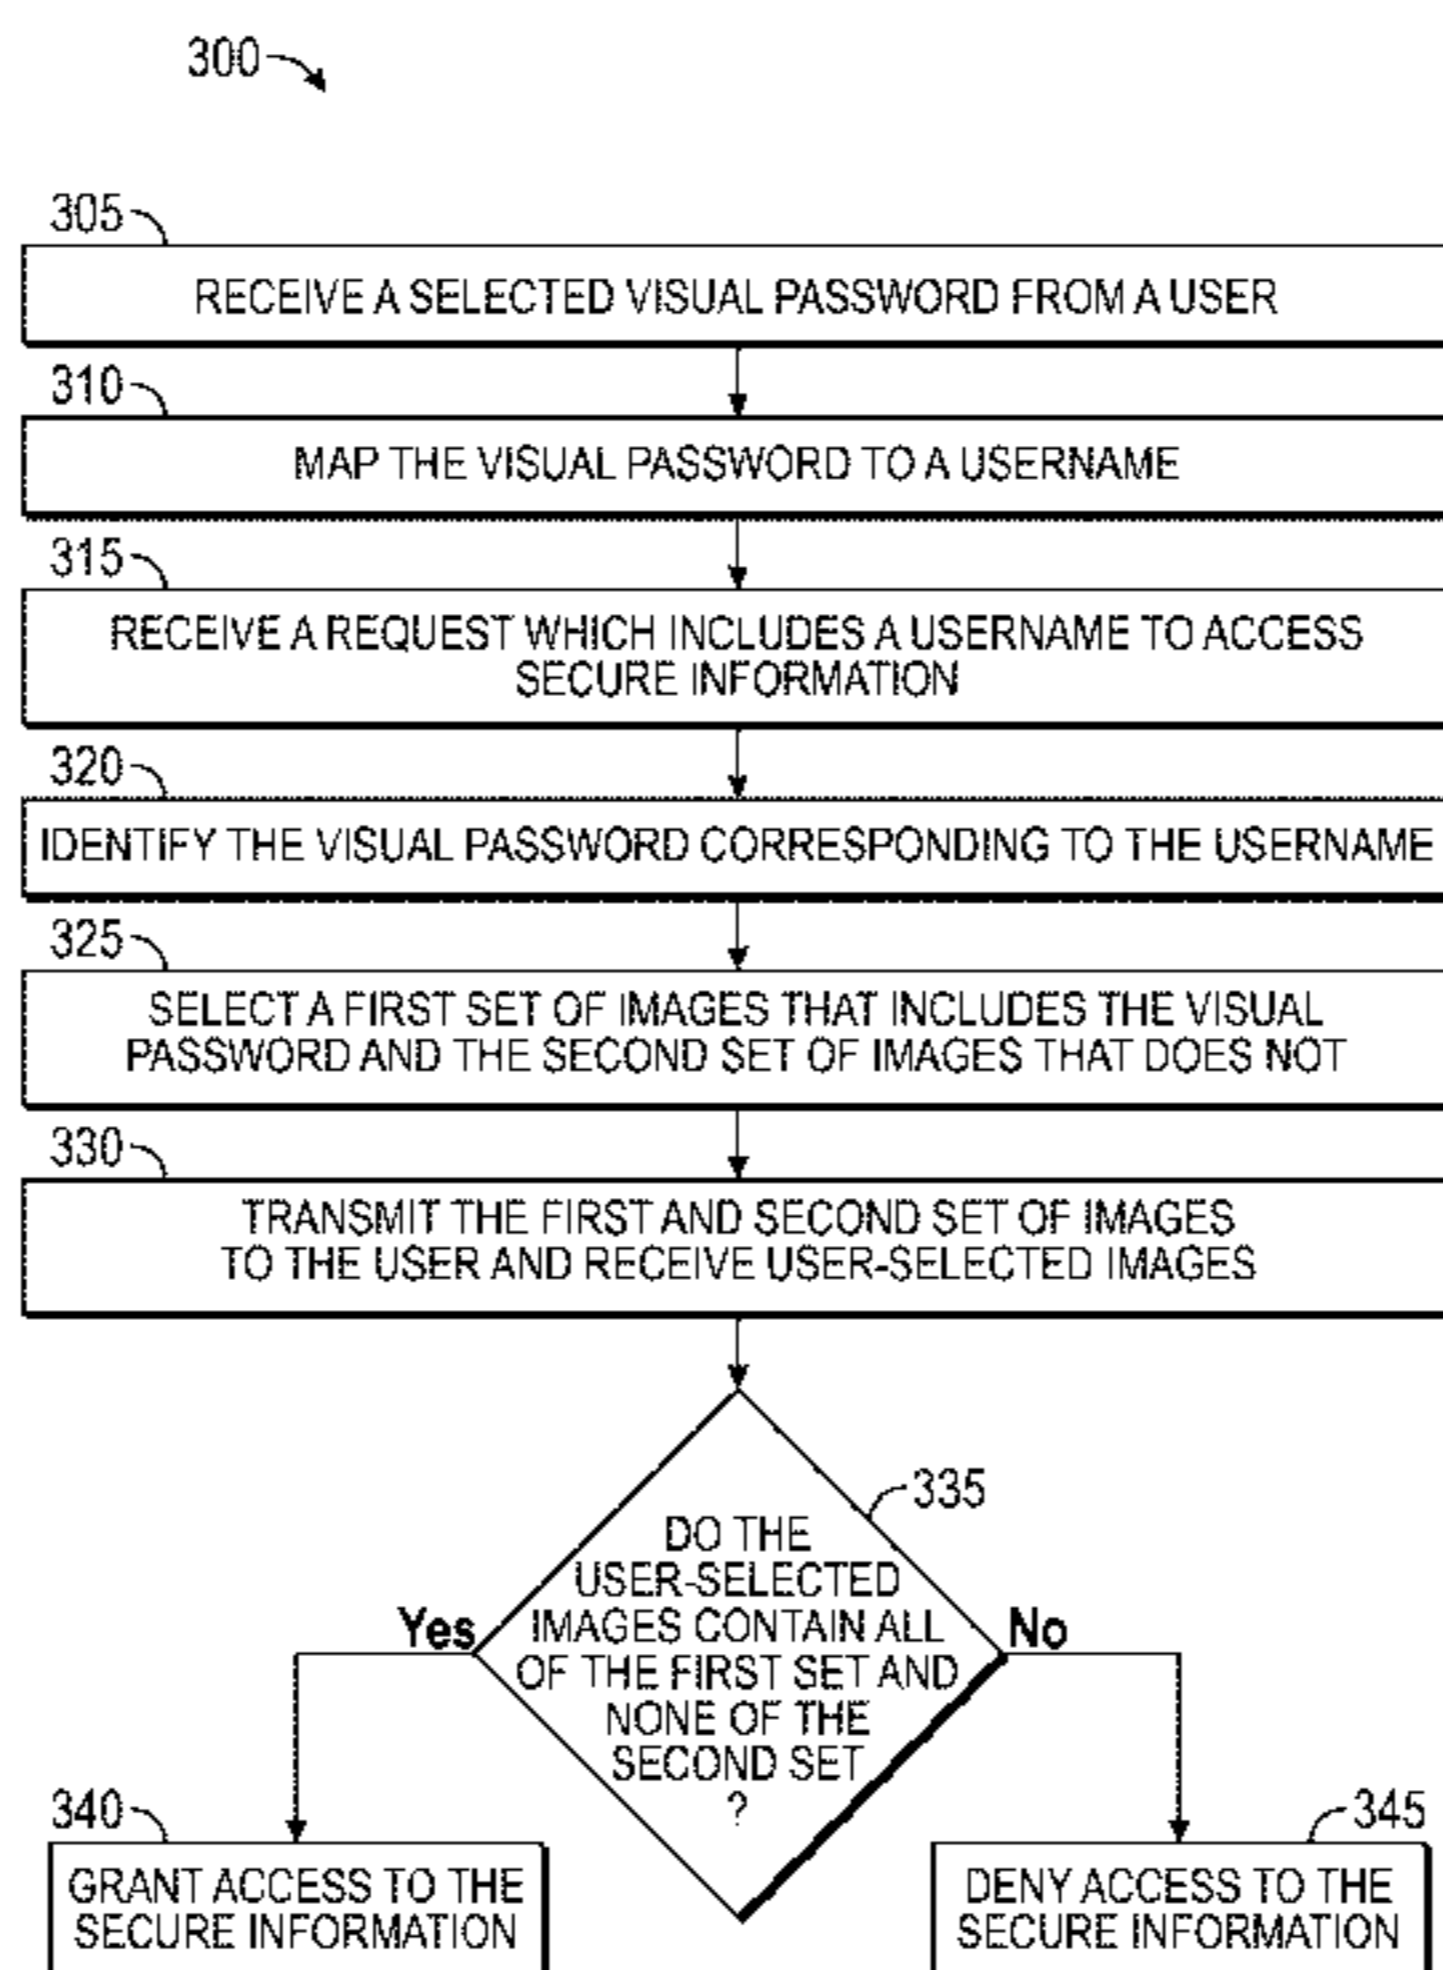 300
305
RECEIVE A SELECTED VISUAL PASSWORD FROM A USER
310
MAP THE VISUAL PASSWORD TO A USERNAME
315
RECEIVE A REQUEST WHICH INCLUDES A USERNAME TO ACCESS
SECURE INFORMATION
320
IDENTIFY THE VISUAL PASSWORD CORRESPONDING TO THE USERNAME
325
SELECT A FIRST SET OF IMAGES THAT INCLUDES THE VISUAL
PASSWORD AND THE SECOND SET OF IMAGES THAT DOES NOT
330
TRANSMIT THE FIRST AND SECOND SET OF IMAGES
TO THE USER AND RECEIVE USER-SELECTED IMAGES
335
DO THE
USER-SELECTED
IMAGES CONTAIN ALL
OF THE FIRST SET AND
NONE OF THE
SECOND SET
?
Yes
No
340
GRANT ACCESS TO THE
SECURE INFORMATION
345
DENY ACCESS TO THE
SECURE INFORMATION